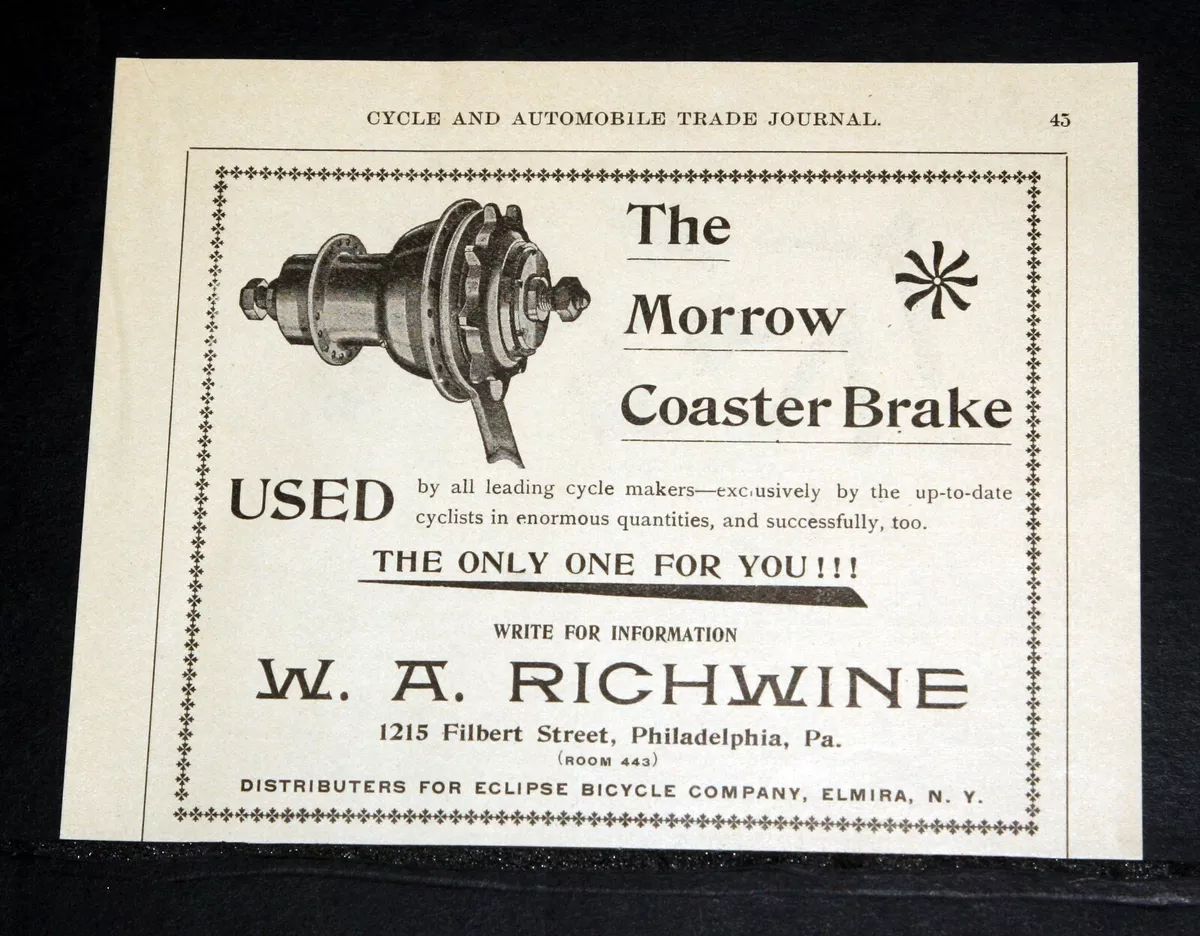 CYCLE AND AUTOMOBILE TRADE JOURNAL. 45
The
Morrow
Coaster Brake
USED by all leading cycle makers—exclusively by the up-to-date
cyclists in enormous quantities, and successfully, too.
THE ONLY ONE FOR YOU!!!
WRITE FOR INFORMATION
W. A. RICHWINE
1215 Filbert Street, Philadelphia, Pa.
(ROOM 443)
DISTRIBUTERS FOR ECLIPSE BICYCLE COMPANY, ELMIRA, N. Y.